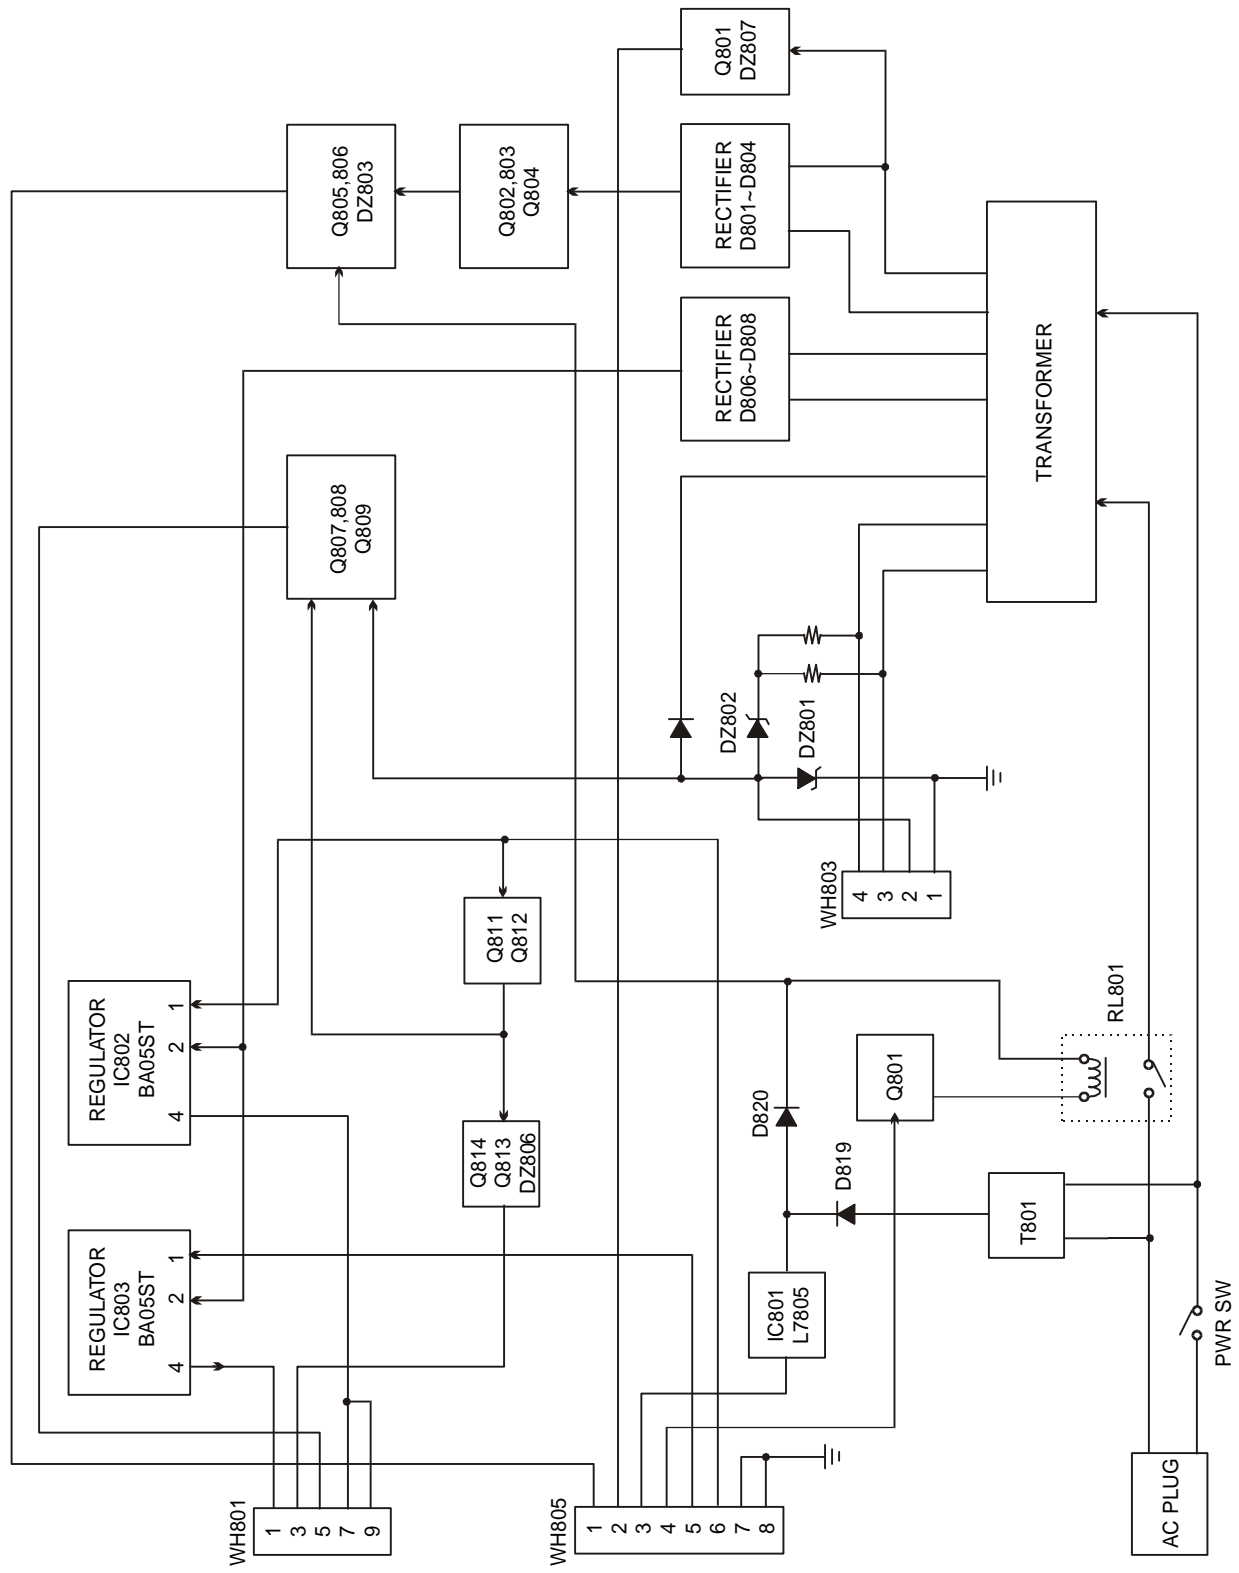 AC PLUG
PWR SW
T801
RL801
TRANSFORMER
Q801
D819
D820
IC801
L7805
WH803
4
3
2
1
DZ801
DZ802
RECTIFIER
D806~D808
RECTIFIER
D801~D804
Q801
DZ807
WH805
1
2
3
4
5
6
7
8
Q814
Q813
DZ806
Q811
Q812
Q802,803
Q804
Q807,808
Q809
Q805,806
DZ803
WH801
1
3
5
7
9
REGULATOR
IC803
BA05ST
4
2
1
REGULATOR
IC802
BA05ST
4
2
1